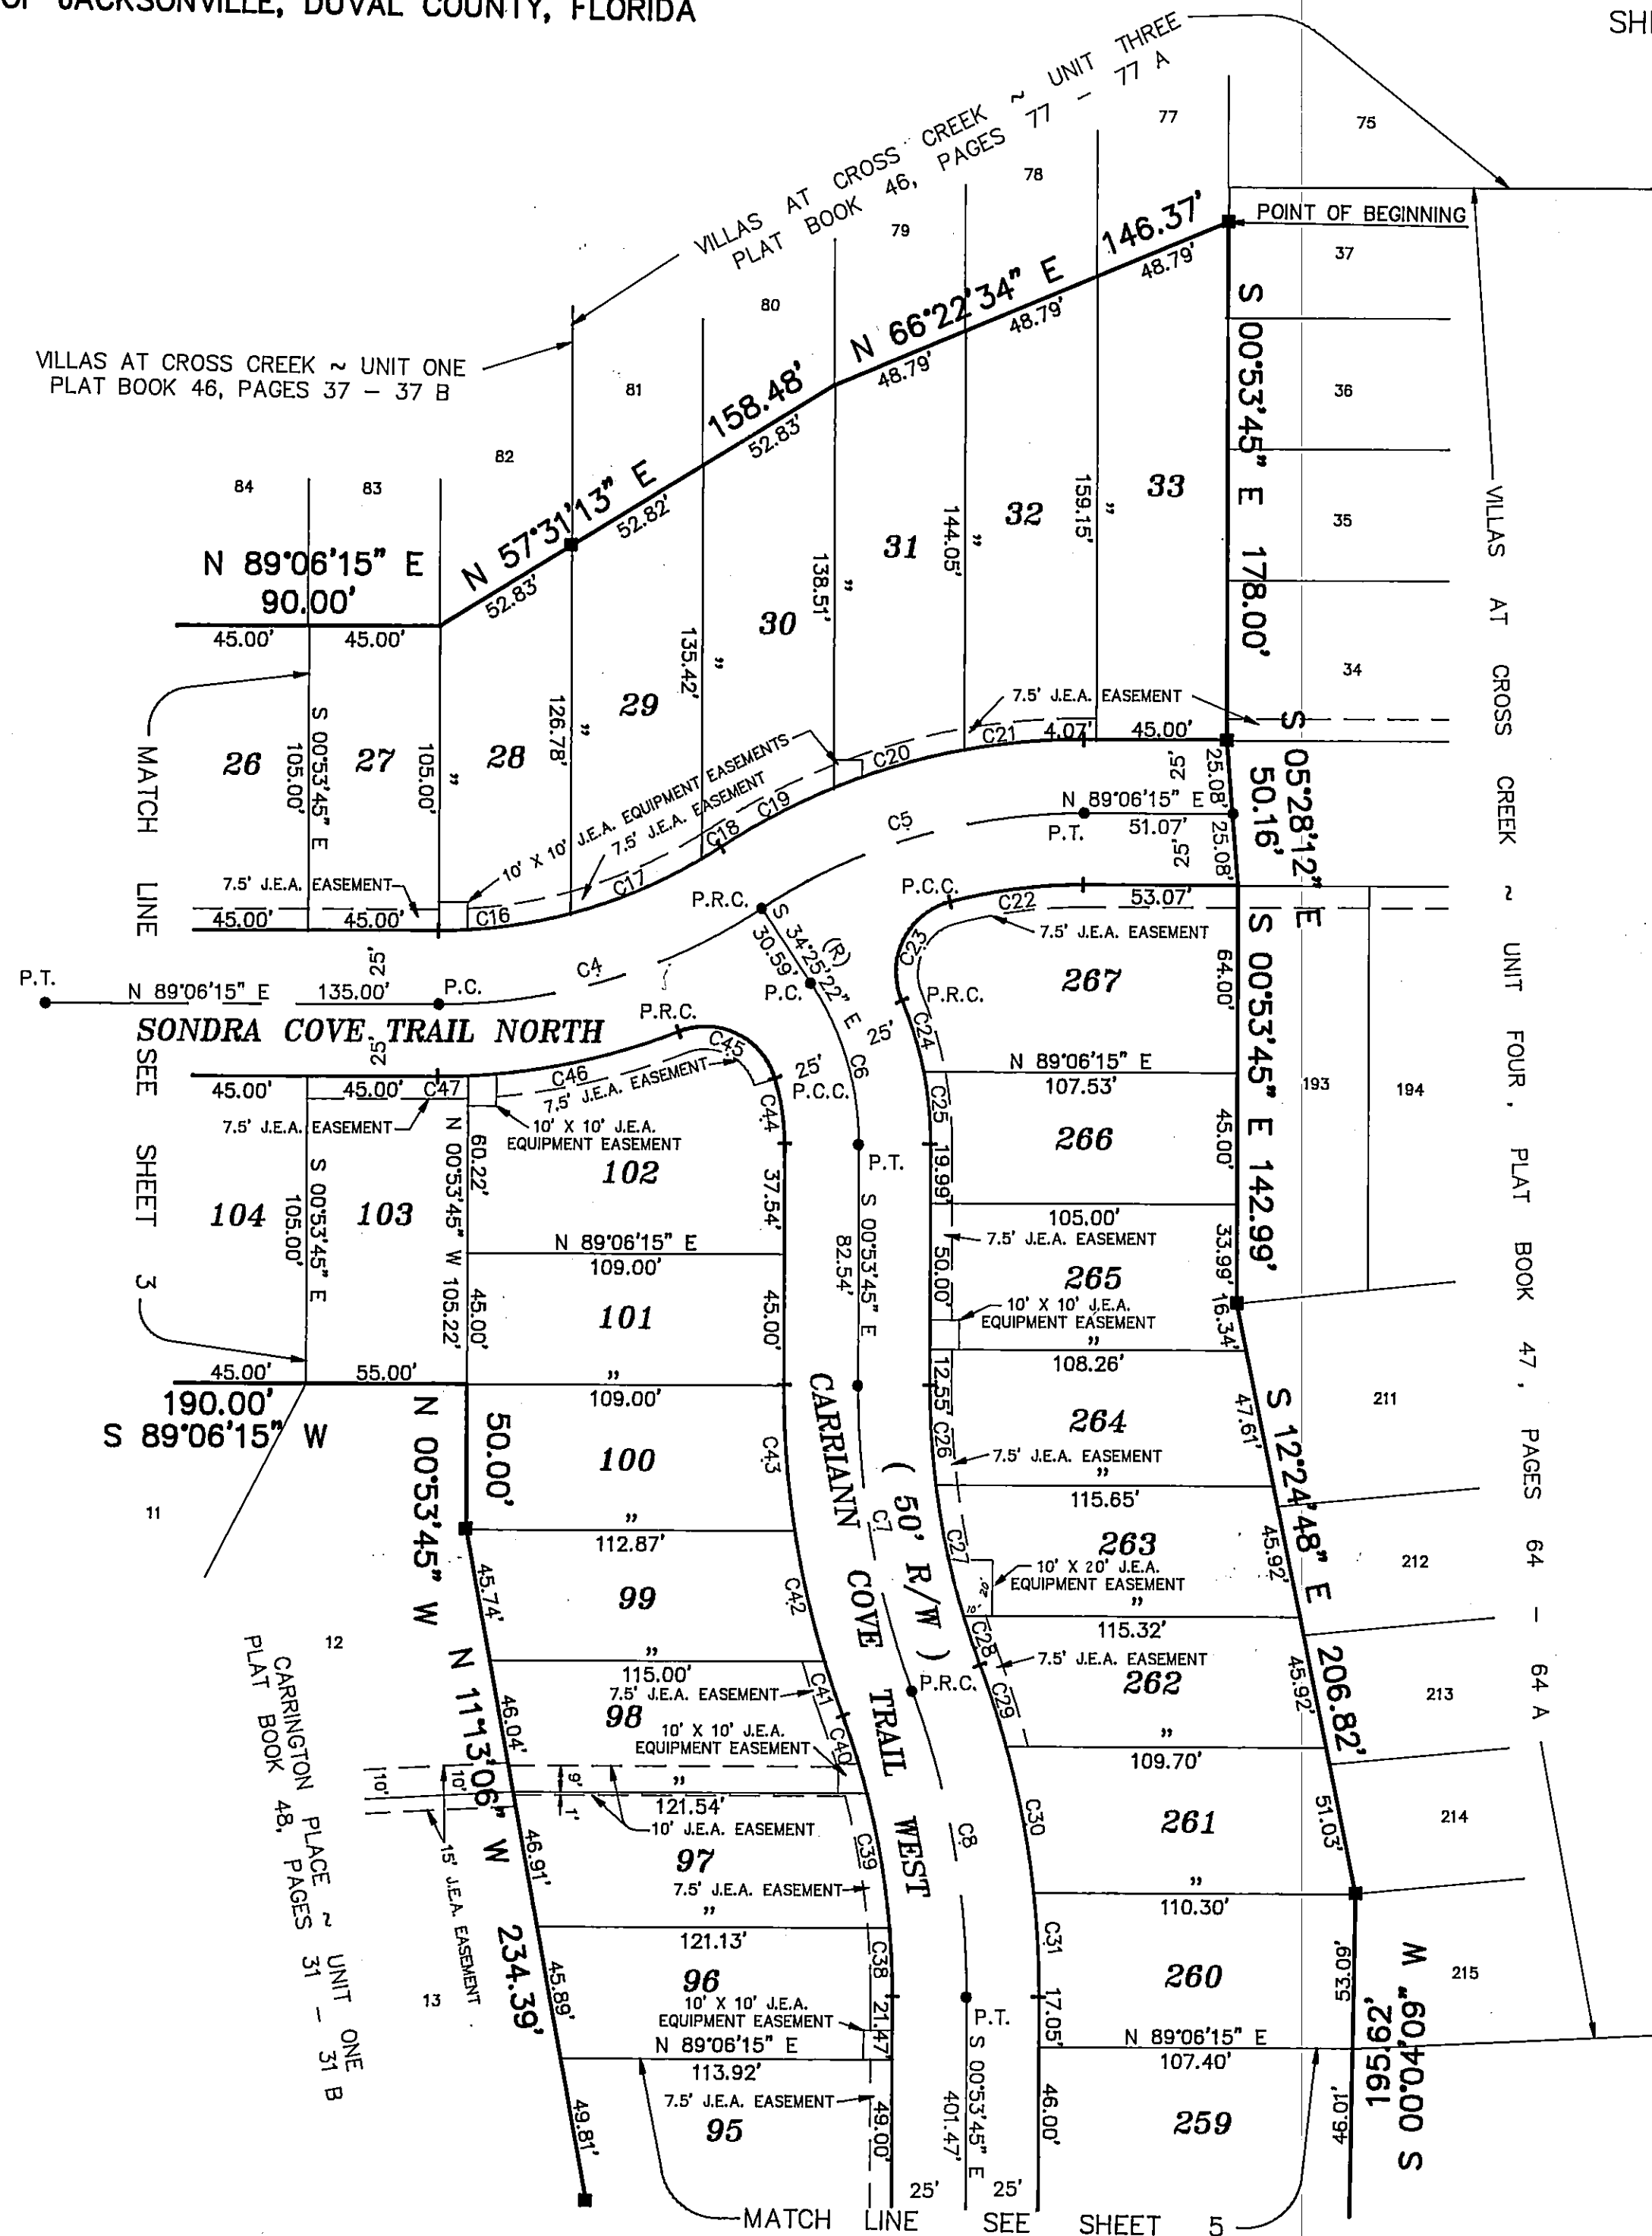 OF JACKSONVILLE, DUVAL COUNTY, FLORIDA
VILLAS AT CROSS CREEK ~ UNIT THREE
PLAT BOOK 46, PAGES 77 – 77 A
77
75
78
POINT OF BEGINNING
79
37
146.37'
48.79'
N 66°22'34" E
48.79'
48.79'
80
VILLAS AT CROSS CREEK ~ UNIT ONE
PLAT BOOK 46, PAGES 37 – 37 B
81
158.48'
52.83'
S 00°53'45" E 178.00'
36
82
N 57°31'13" E
52.82'
52.83'
84
83
33
159.15'
"
32
144.05'
"
31
138.51'
"
35
N 89°06'15" E
90.00'
45.00'
45.00'
30
135.42'
"
34
29
126.78'
"
28
105.00'
"
27
S 00°53'45" E
105.00'
26
MATCH LINE
SEE SHEET 3
7.5' J.E.A. EASEMENT
C21
4.07'
45.00'
C20
C19
C18
C17
C16
10' X 10' J.E.A. EQUIPMENT EASEMENTS
7.5' J.E.A. EASEMENT
7.5' J.E.A. EASEMENT
45.00'
45.00'
25'
25.08'
S 05°28'12" E
50.16'
25.08'
25'
N 89°06'15" E
51.07'
P.T.
C5
P.R.C.
P.C.C.
C22
53.07'
7.5' J.E.A. EASEMENT
C23
S 34°25'22" E
(R)
30.59'
P.C.
P.R.C.
267
64.00'
S 00°53'45" E 142.99'
VILLAS AT CROSS CREEK ~ UNIT FOUR, PLAT BOOK 47, PAGES 64 – 64 A
P.T.
N 89°06'15" E
135.00'
25'
P.C.
C4
P.R.C.
SONDRA COVE TRAIL NORTH
25'
C45
C46
7.5' J.E.A. EASEMENT
25'
P.C.C.
25'
C6
C24
N 89°06'15" E
107.53'
193
194
45.00'
45.00'
C47
7.5' J.E.A. EASEMENT
10' X 10' J.E.A.
EQUIPMENT EASEMENT
C44
C25
266
45.00'
102
60.22'
N 00°53'45" W 105.22'
P.T.
19.99'
37.54'
104
S 00°53'45" E
105.00'
103
105.00'
7.5' J.E.A. EASEMENT
S 00°53'45" E
82.54'
N 89°06'15" E
109.00'
50.00'
265
33.99'
101
45.00'
45.00'
10' X 10' J.E.A.
EQUIPMENT EASEMENT
16.34'
"
108.26'
45.00'
55.00'
190.00'
S 89°06'15" W
"
109.00'
12.55'
264
47.61'
211
N 00°53'45" W
50.00'
100
C43
CARRIANN COVE TRAIL WEST
( 50' R/W )
C7
C26
7.5' J.E.A. EASEMENT
"
115.65'
S 12°24'48" E 206.82'
11
"
112.87'
C27
263
45.92'
212
10' X 20' J.E.A.
EQUIPMENT EASEMENT
20'
10'
"
115.32'
45.74'
99
C42
C28
7.5' J.E.A. EASEMENT
12
CARRINGTON PLACE ~ UNIT ONE
PLAT BOOK 48, PAGES 31 – 31 B
N 11°13'06" W 234.39'
"
115.00'
7.5' J.E.A. EASEMENT
C41
P.R.C.
C29
262
45.92'
213
46.04'
98
10' X 10' J.E.A.
EQUIPMENT EASEMENT
C40
"
109.70'
10'
10'
9'
1'
"
121.54'
10' J.E.A. EASEMENT
15' J.E.A. EASEMENT
C8
C30
261
51.03'
214
46.91'
97
C39
7.5' J.E.A. EASEMENT
"
110.30'
"
121.13'
13
45.89'
96
C38
C31
260
53.09'
215
10' X 10' J.E.A.
EQUIPMENT EASEMENT
21.47'
P.T.
17.05'
N 89°06'15" E
113.92'
N 89°06'15" E
107.40'
S 00°40'09" W
195.62'
7.5' J.E.A. EASEMENT
49.81'
95
49.00'
S 00°53'45" E
401.47'
46.00'
259
46.01'
25'
25'
MATCH LINE SEE SHEET 5